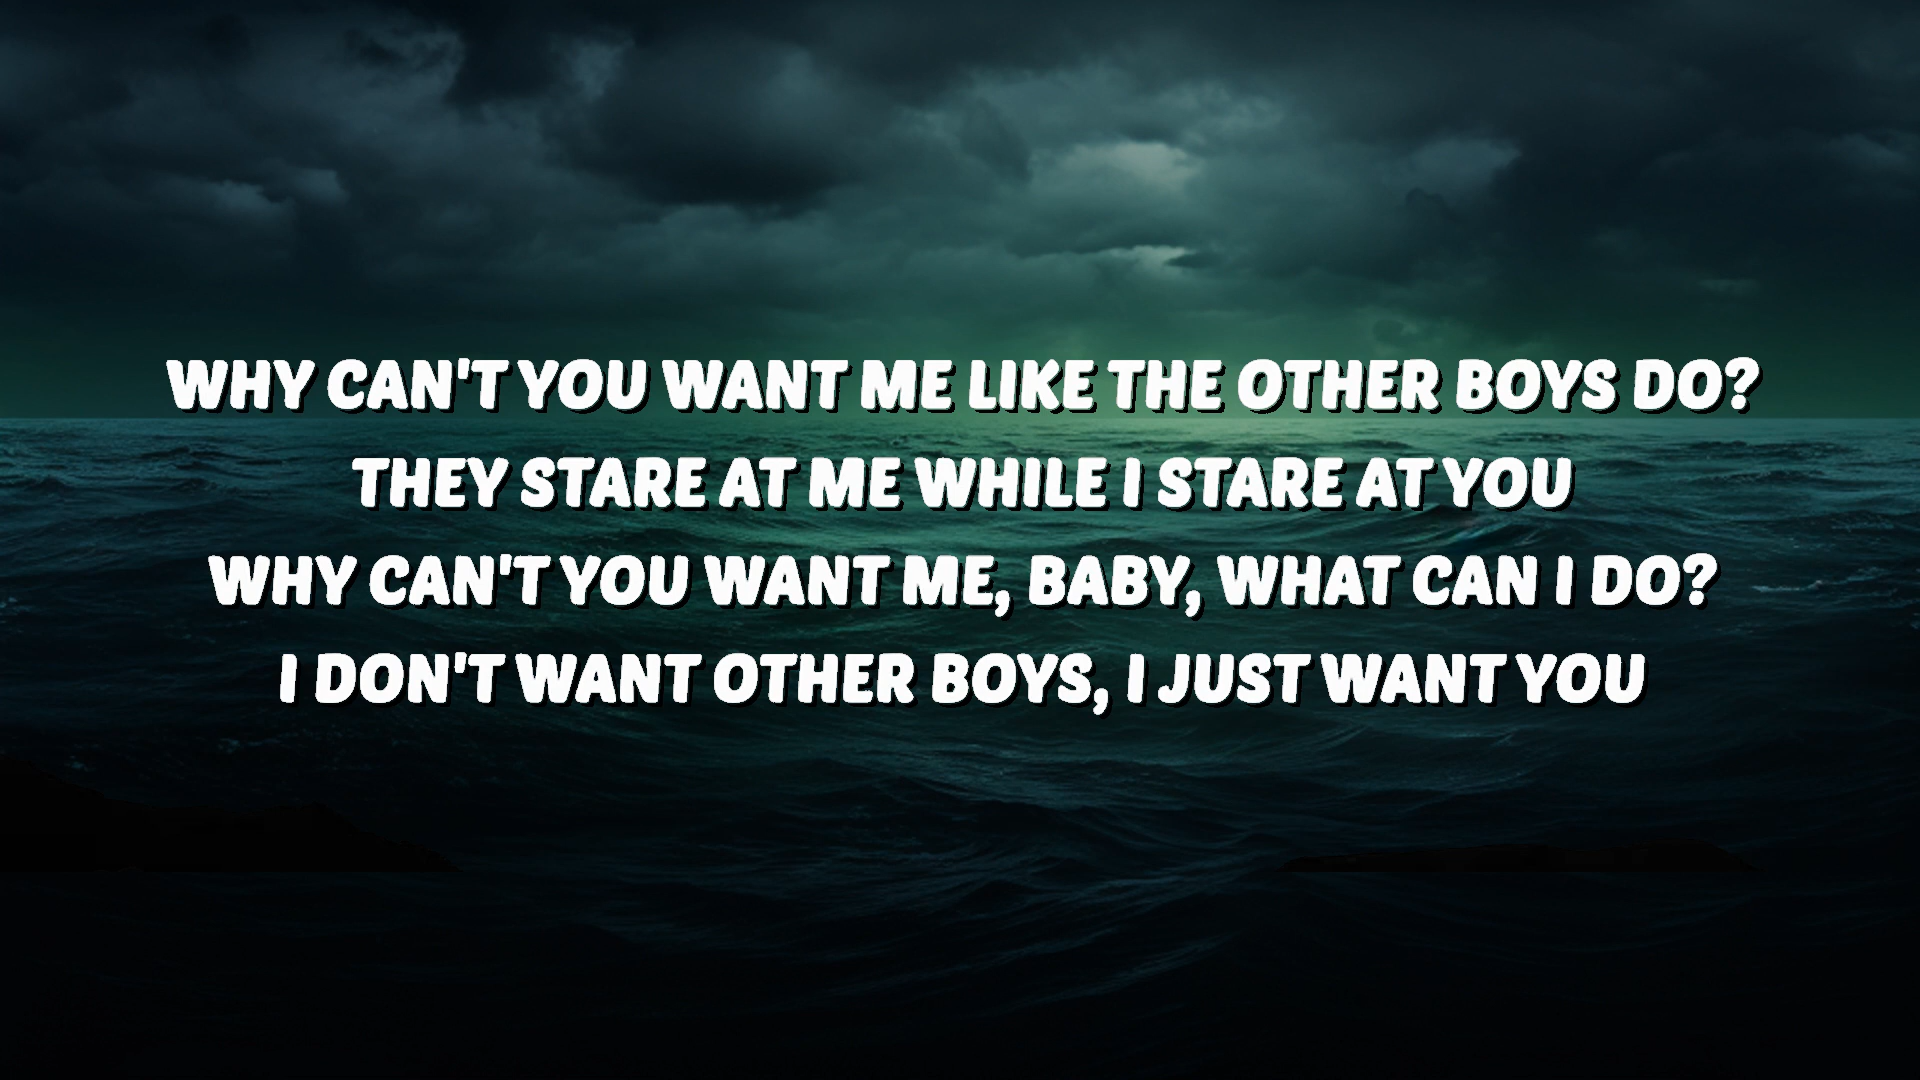 WHY CAN'T YOU WANT ME LIKE THE OTHER BOYS DO?
THEY STARE AT ME WHILE I STARE AT YOU
WHY CAN'T YOU WANT ME, BABY, WHAT CAN I DO?
I DON'T WANT OTHER BOYS, I JUST WANT YOU